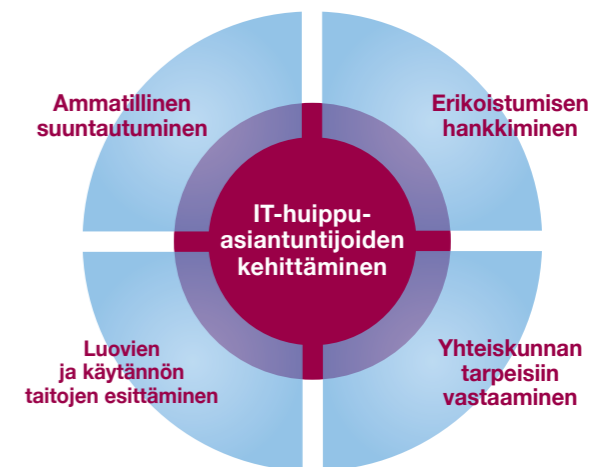 Ammatillinen
suuntautuminen
Erikoistumisen
hankkiminen
IT-huippu-
asiantuntijoiden
kehittäminen
Luovien
ja käytännön
taitojen esittäminen
Yhteiskunnan
tarpeisiin
vastaaminen